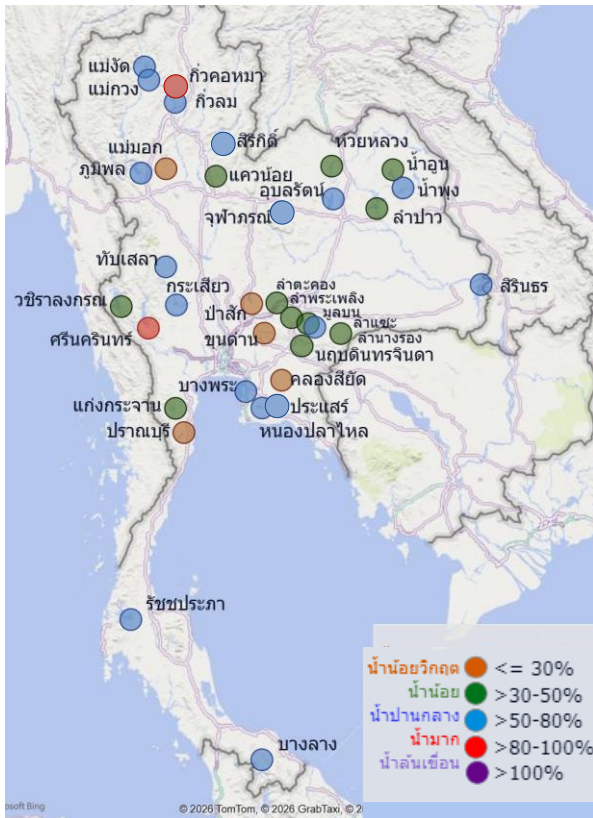 แม่งัด
กิ่วคอหมา
แม่กวง
กิ่วลม
สิริกิติ์
แม่มอก
ห้วยหลวง
ภูมิพล
แควน้อย
น้ำอูน
อุบลรัตน์
น้ำพุง
จุฬาภรณ์
ลำปาว
ทับเสลา
กระเสียว
สิรินธร
วชิราลงกรณ
ป่าสัก
ลำตะคอง
ลำพระเพลิง
มูลบน
ศรีนครินทร์
ขุนด่าน
ลำแชะ
ลำนางรอง
นฤบดินทรจินดา
คลองสียัด
บางพระ
แก่งกระจาน
ประแสร์
ปราณบุรี
หนองปลาไหล
รัชชประภา
น้ำน้อยวิกฤต <= 30%
น้ำน้อย >30-50%
น้ำปานกลาง >50-80%
น้ำมาก >80-100%
น้ำล้นเขื่อน >100%
บางลาง
osoft Bing
© 2026 TomTom, © 2026 GrabTaxi, © 2